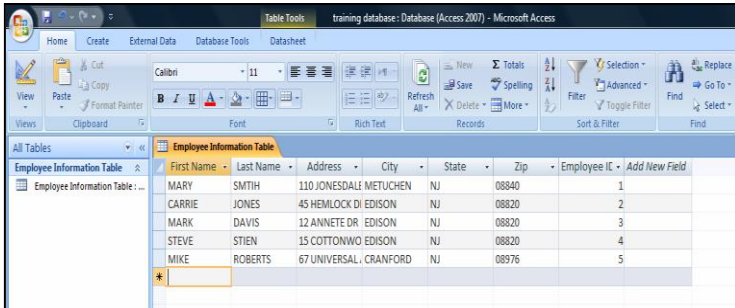 Table Tools training database : Database (Access 2007) - Microsoft Access
Home Create External Data Database Tools Datasheet
View
Paste
Cut
Copy
Format Painter
Calibri 11
B I U A
Refresh All
New
Save
Delete
Σ Totals
Spelling
More
Filter
Selection
Advanced
Toggle Filter
Find
Replace
Go To
Select
Views Clipboard Font Rich Text Records Sort & Filter Find
All Tables
Employee Information Table
Employee Information Table : ...
Employee Information Table
First Name Last Name Address City State Zip Employee IE Add New Field
MARY SMTIH 110 JONESDALE METUCHEN NJ 08840 1
CARRIE JONES 45 HEMLOCK DI EDISON NJ 08820 2
MARK DAVIS 12 ANNETE DR EDISON NJ 08820 3
STEVE STIEN 15 COTTONWO EDISON NJ 08820 4
MIKE ROBERTS 67 UNIVERSAL CRANFORD NJ 08976 5